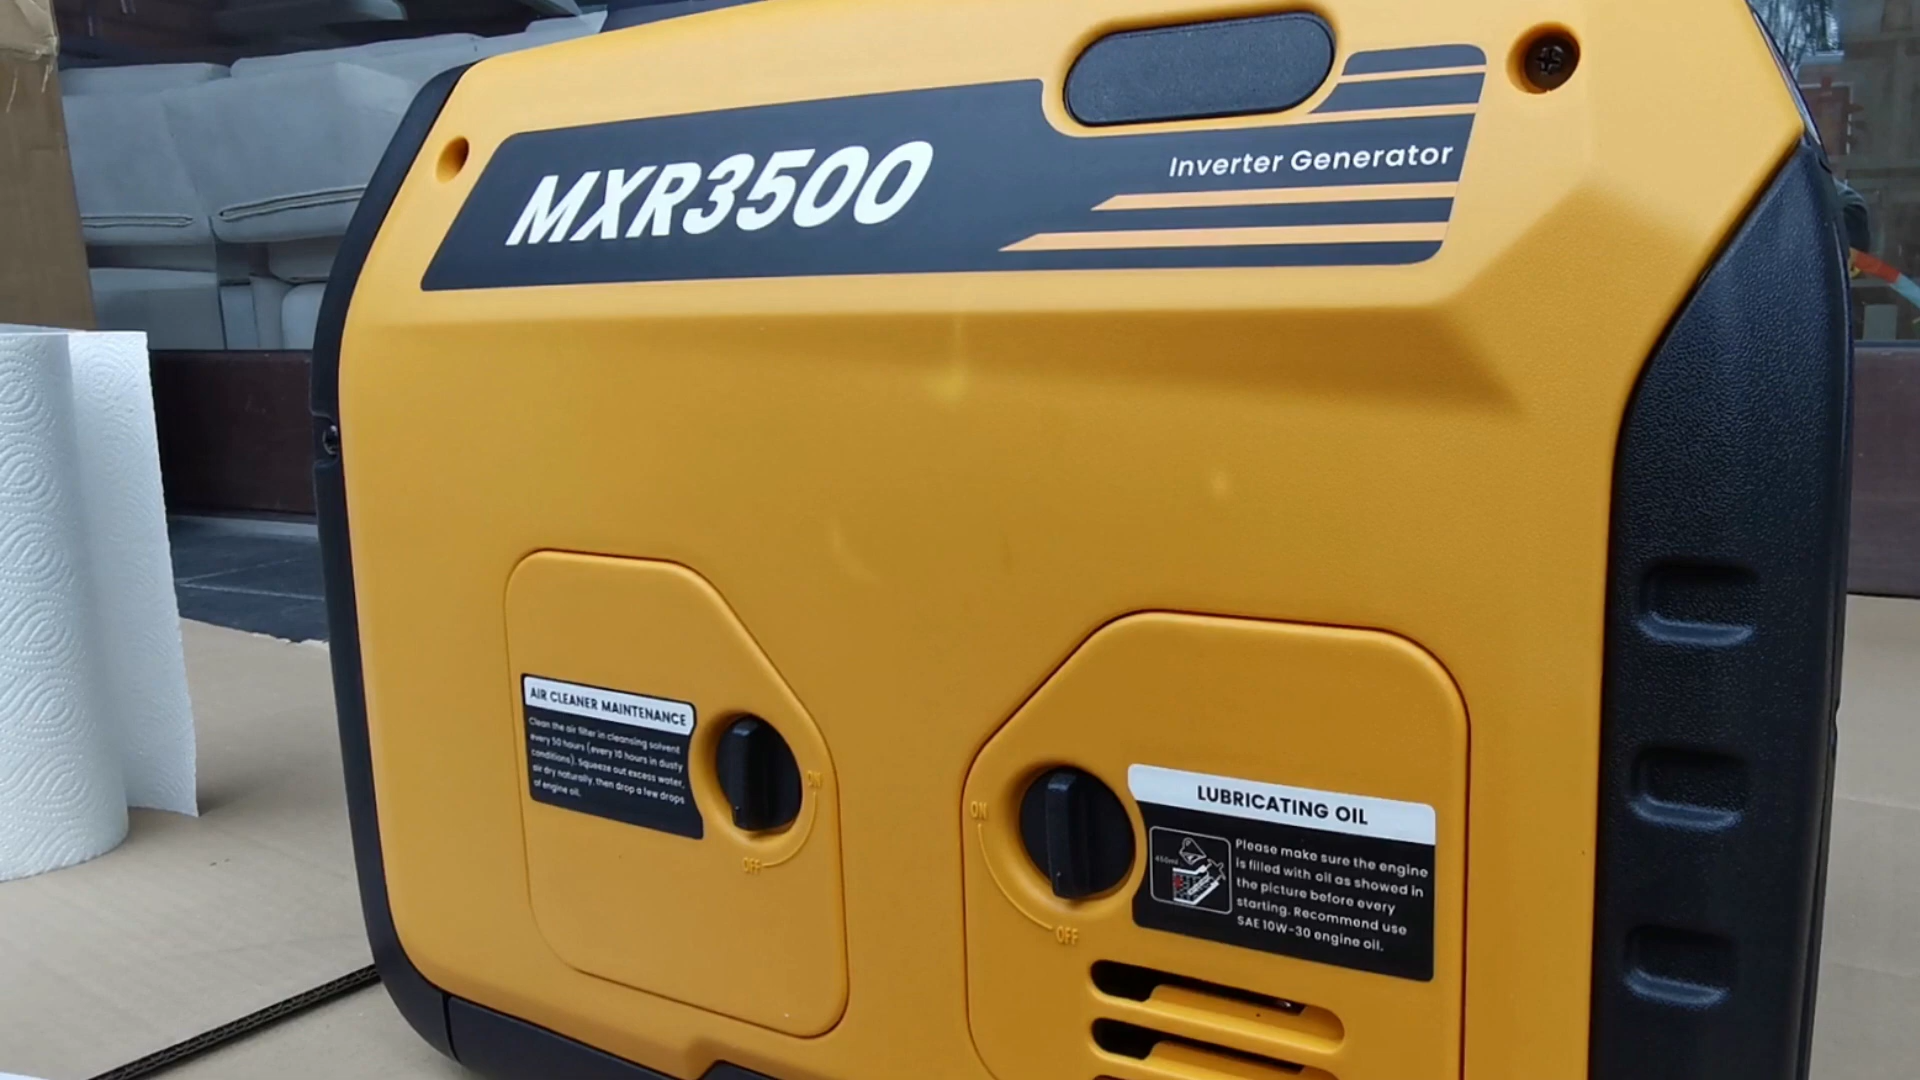 MXR3500
Inverter Generator
AIR CLEANER MAINTENANCE
Clean the air filter in cleansing solvent
every 50 hours (every 10 hours in dusty
conditions). Squeeze out excess water,
air dry naturally, then drop a few drops
of engine oil.
ON
OFF
ON
OFF
LUBRICATING OIL
450ml
Please make sure the engine
is filled with oil as showed in
the picture before every
starting. Recommend use
SAE 10W-30 engine oil.